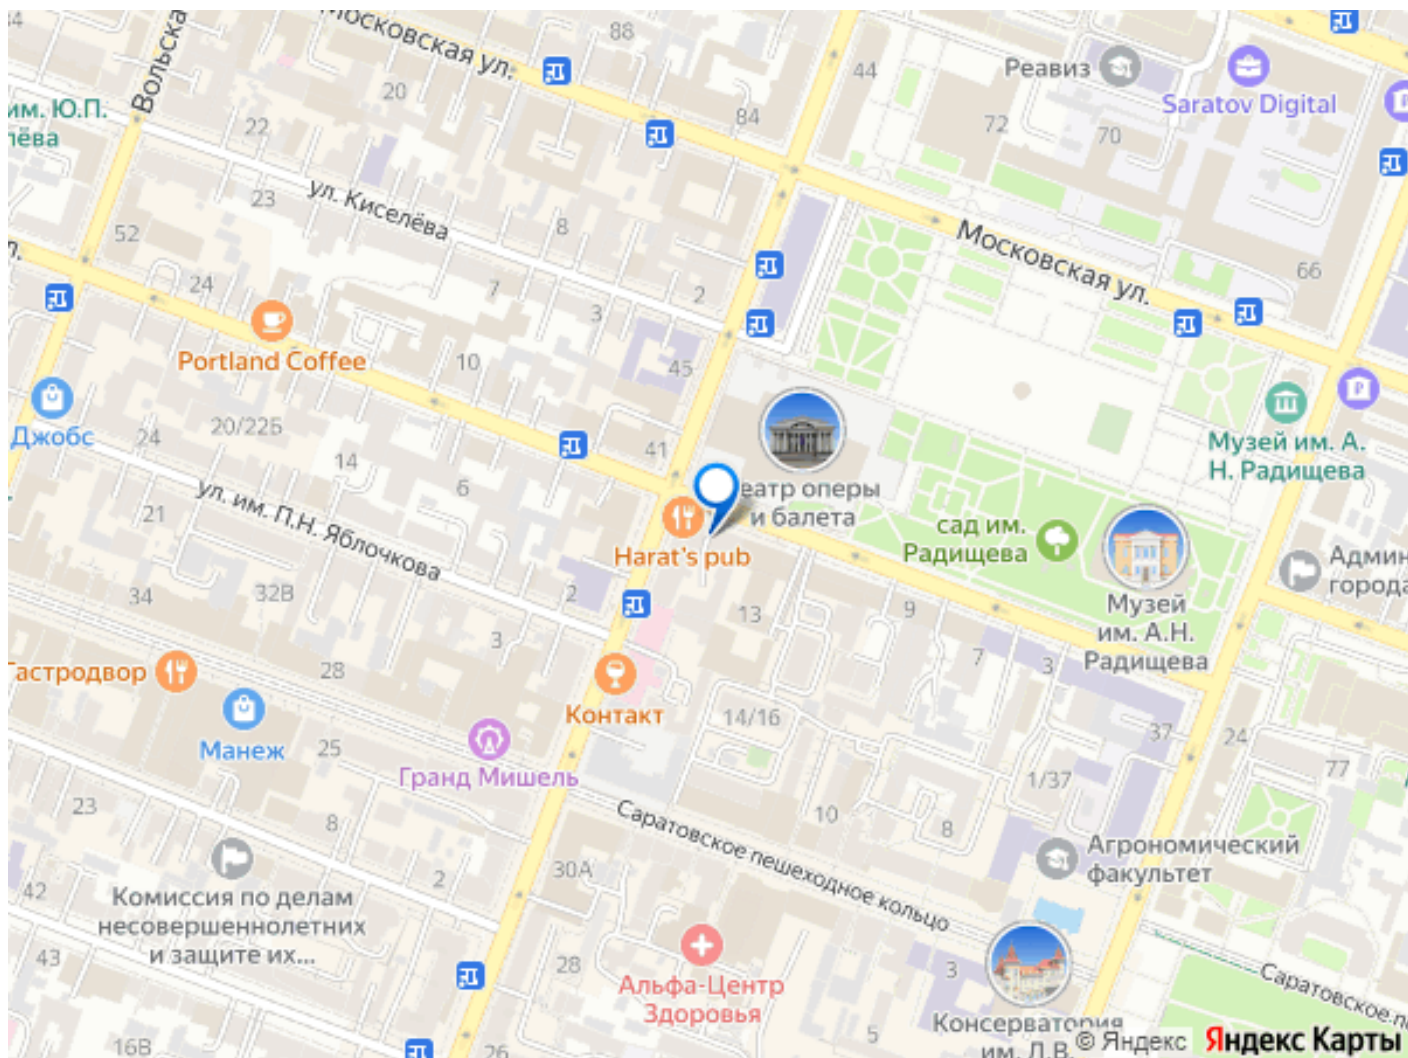 Московская ул.
88
44
Реавиз
Saratov Digital
Вольска
20
84
72
70
им. Ю.П.
лёва
22
ул. Киселёва
23
8
52
Московская ул.
66
24
7
2
3
л.
Portland Coffee
10
45
Джобс
24
20/225
14
41
6
Музей им. А.
Н. Радищева
ул. им. П.Н. Яблочкова
21
еатр оперы
и балета
сад им.
Радищева
Harat's pub
Админ
города
34
32В
2
13
9
Музей
им. А.Н.
Радищева
3
7
3
Гастродвор
28
Контакт
14/16
Манеж
25
Гранд Мишель
37
24
77
1/37
23
8
Саратовское пешеходное кольцо
10
8
Агрономический
факультет
30А
2
42
Комиссия по делам
несовершеннолетних
и защите их...
43
28
Альфа-Центр
Здоровья
3
Саратовское п
Консерватория
им. Л.В.
16В
26
5
© Яндекс Яндекс Карты